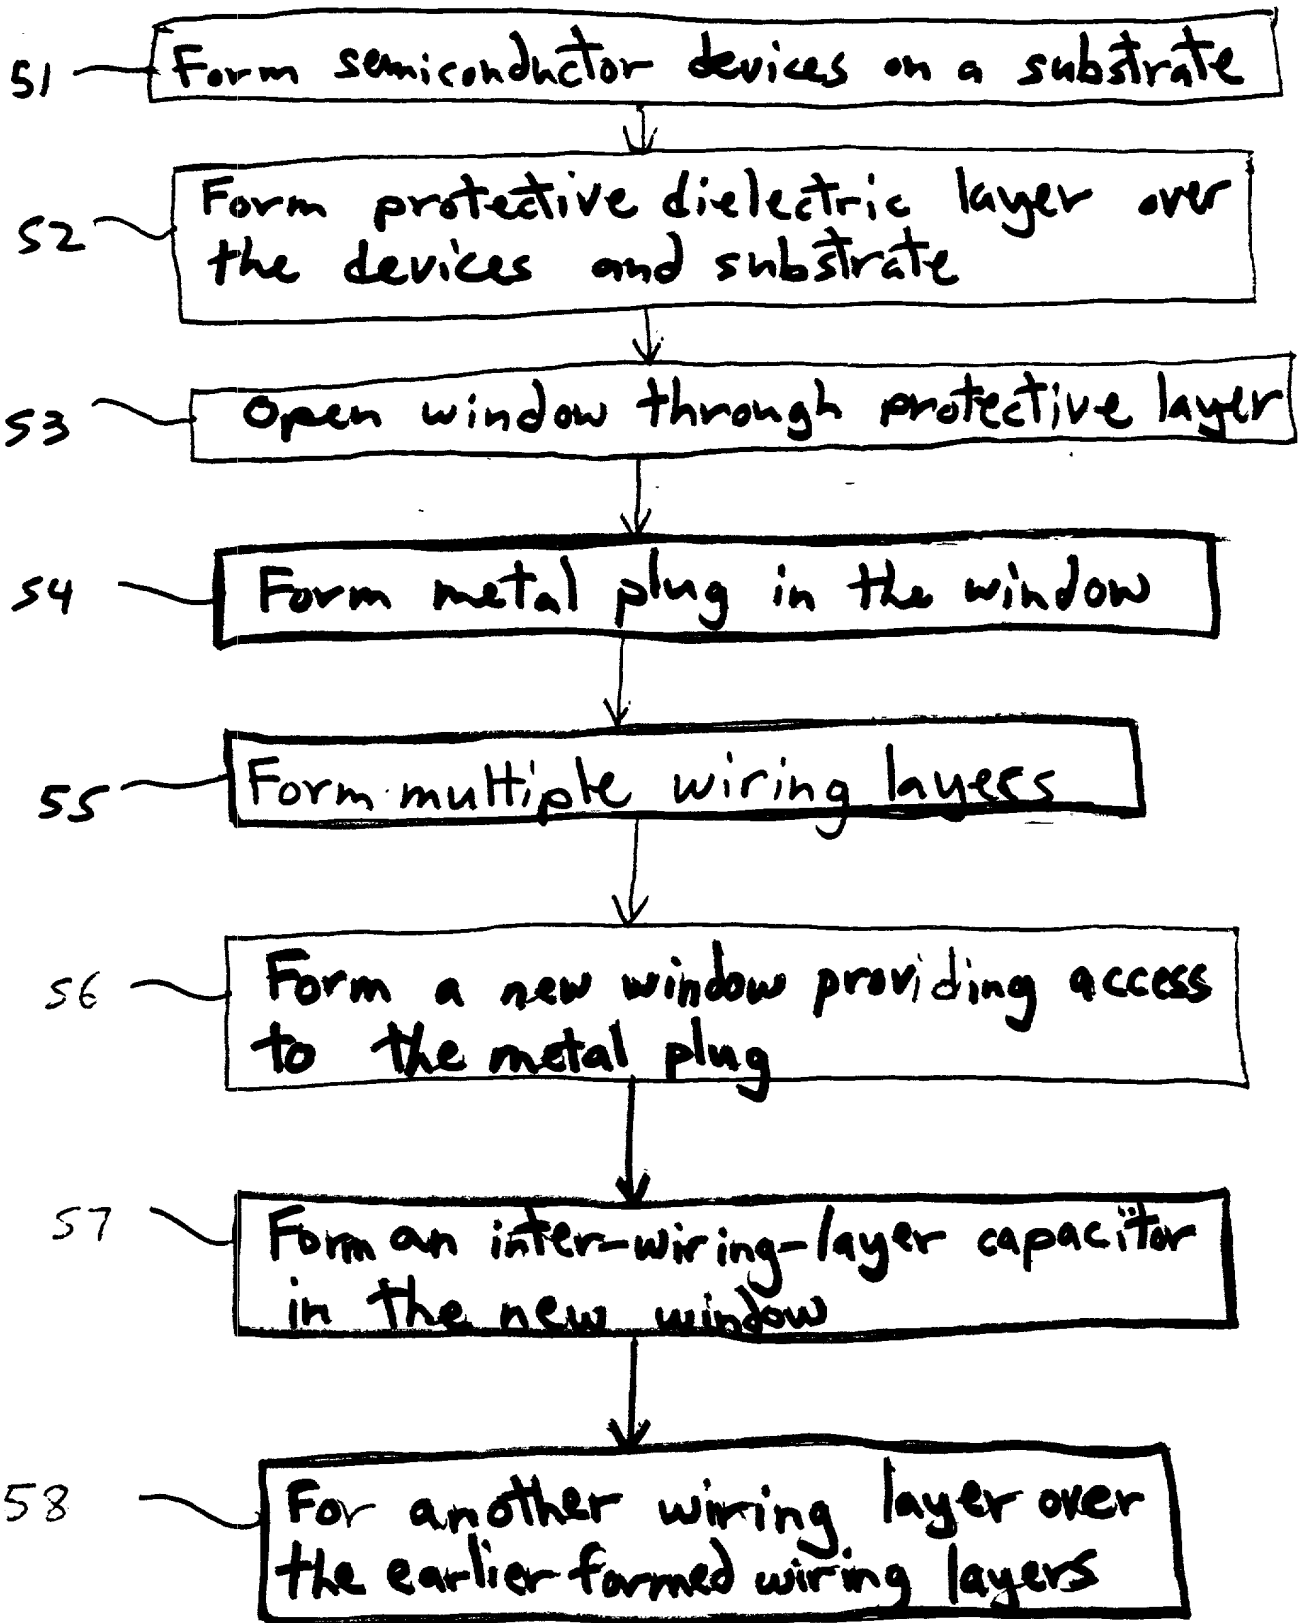 51 Form semiconductor devices on a substrate
52 Form protective dielectric layer over
the devices and substrate
53 Open window through protective layer
54 Form metal plug in the window
55 Form multiple wiring layers
56 Form a new window providing access
to the metal plug
57 Form an inter-wiring-layer capacitor
in the new window
58 For another wiring layer over
the earlier-formed wiring layers